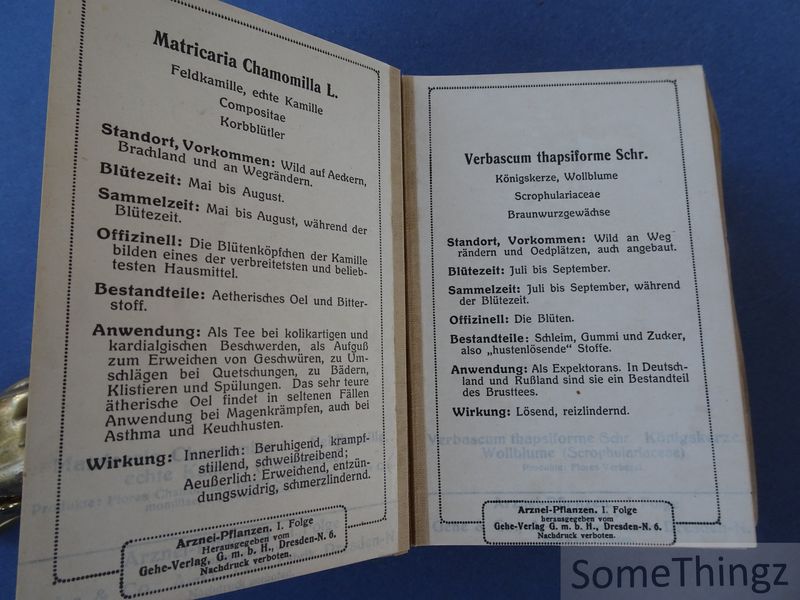 Matricaria Chamomilla L.
Feldkamille, echte Kamille
Compositae
Korbblütler
Standort, Vorkommen: Wild auf Aeckern,
Brachland und an Wegrändern.
Blütezeit: Mai bis August.
Sammelzeit: Mai bis August, während der
Blütezeit.
Offizinell: Die Blütenköpfchen der Kamille
bilden eines der verbreitetsten und belieb-
testen Hausmittel.
Bestandteile: Aetherisches Oel und Bitter-
stoff.
Anwendung: Als Tee bei kolikartigen und
kardialgischen Beschwerden, als Aufguß
zum Erweichen von Geschwüren, zu Um-
schlägen bei Quetschungen, zu Bädern,
Klistieren und Spülungen. Das sehr teure
ätherische Oel findet in seltenen Fällen
Anwendung bei Magenkrämpfen, auch bei
Asthma und Keuchhusten.
Wirkung: Innerlich: Beruhigend, krampf-
stillend, schweißtreibend;
Aeußerlich: Erweichend, entzün-
dungswidrig, schmerzlindernd.
Arznei-Pflanzen. I. Folge
Herausgegeben vom
Gehe-Verlag, G. m. b. H., Dresden-N. 6.
Nachdruck verboten.
Verbascum thapsiforme Schr.
Königskerze, Wollblume
Scrophulariaceae
Braunwurzgewächse
Standort, Vorkommen: Wild an Weg
rändern und Oedplätzen, auch angebaut.
Blütezeit: Juli bis September.
Sammelzeit: Juli bis September, während
der Blütezeit.
Offizinell: Die Blüten.
Bestandteile: Schleim, Gummi und Zucker,
also „hustenlösende“ Stoffe.
Anwendung: Als Expektorans. In Deutsch-
land und Rußland sind sie ein Bestandteil
des Brusttees.
Wirkung: Lösend, reizlindernd.
Verbascum thapsiforme Schr. Königskerze,
Wollblume (Scrophulariaceae)
Produkte: Flores Verbasci.
Arznei-Pflanzen. I. Folge
herausgegeben vom
Gehe-Verlag, G. m. b. H., Dresden-N. 6.
Nachdruck verboten.
SomeThingz